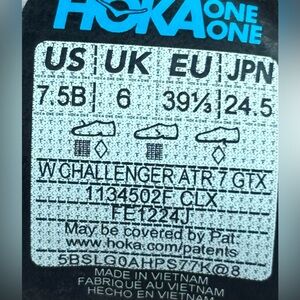 HOKA ONE ONE
US UK EU JPN
7.5B 6 39⅓ 24.5
W CHALLENGER ATR 7 GTX
1134502F CLX
FE1224J
May be covered by Pat.
www.hoka.com/patents
5BSLG0AHPS77K@8
MADE IN VIETNAM
FABRIQUÉ AU VIETNAM
HECHO EN VIETNAM